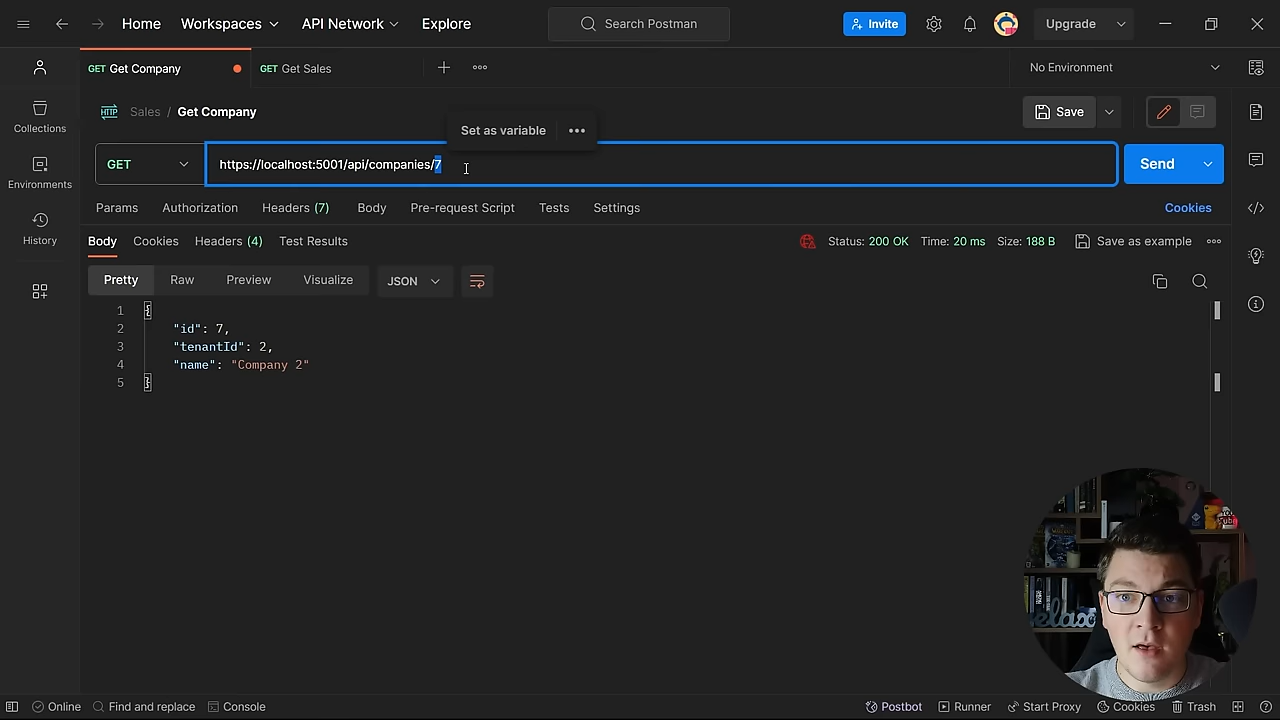 Home Workspaces API Network Explore Search Postman Invite Upgrade
GET Get Company GET Get Sales No Environment
HTTP Sales / Get Company Save
Set as variable
GET https://localhost:5001/api/companies/7 Send
Params Authorization Headers (7) Body Pre-request Script Tests Settings Cookies
Body Cookies Headers (4) Test Results Status: 200 OK Time: 20 ms Size: 188 B Save as example
Pretty Raw Preview Visualize JSON
1 {
2 "id": 7,
3 "tenantId": 2,
4 "name": "Company 2"
5 }
Collections
Environments
History
relax
Online Find and replace Console Postbot Runner Start Proxy Cookies Trash